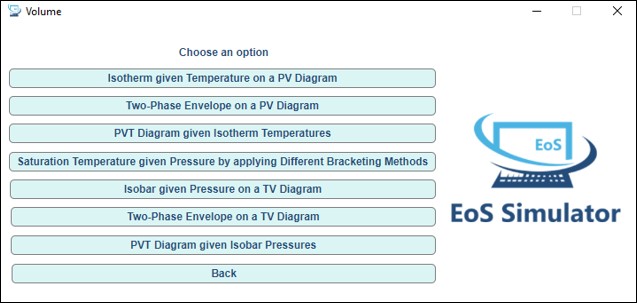 Volume
Choose an option
Isotherm given Temperature on a PV Diagram
Two-Phase Envelope on a PV Diagram
PVT Diagram given Isotherm Temperatures
Saturation Temperature given Pressure by applying Different Bracketing Methods
Isobar given Pressure on a TV Diagram
Two-Phase Envelope on a TV Diagram
PVT Diagram given Isobar Pressures
Back
EoS
EoS Simulator